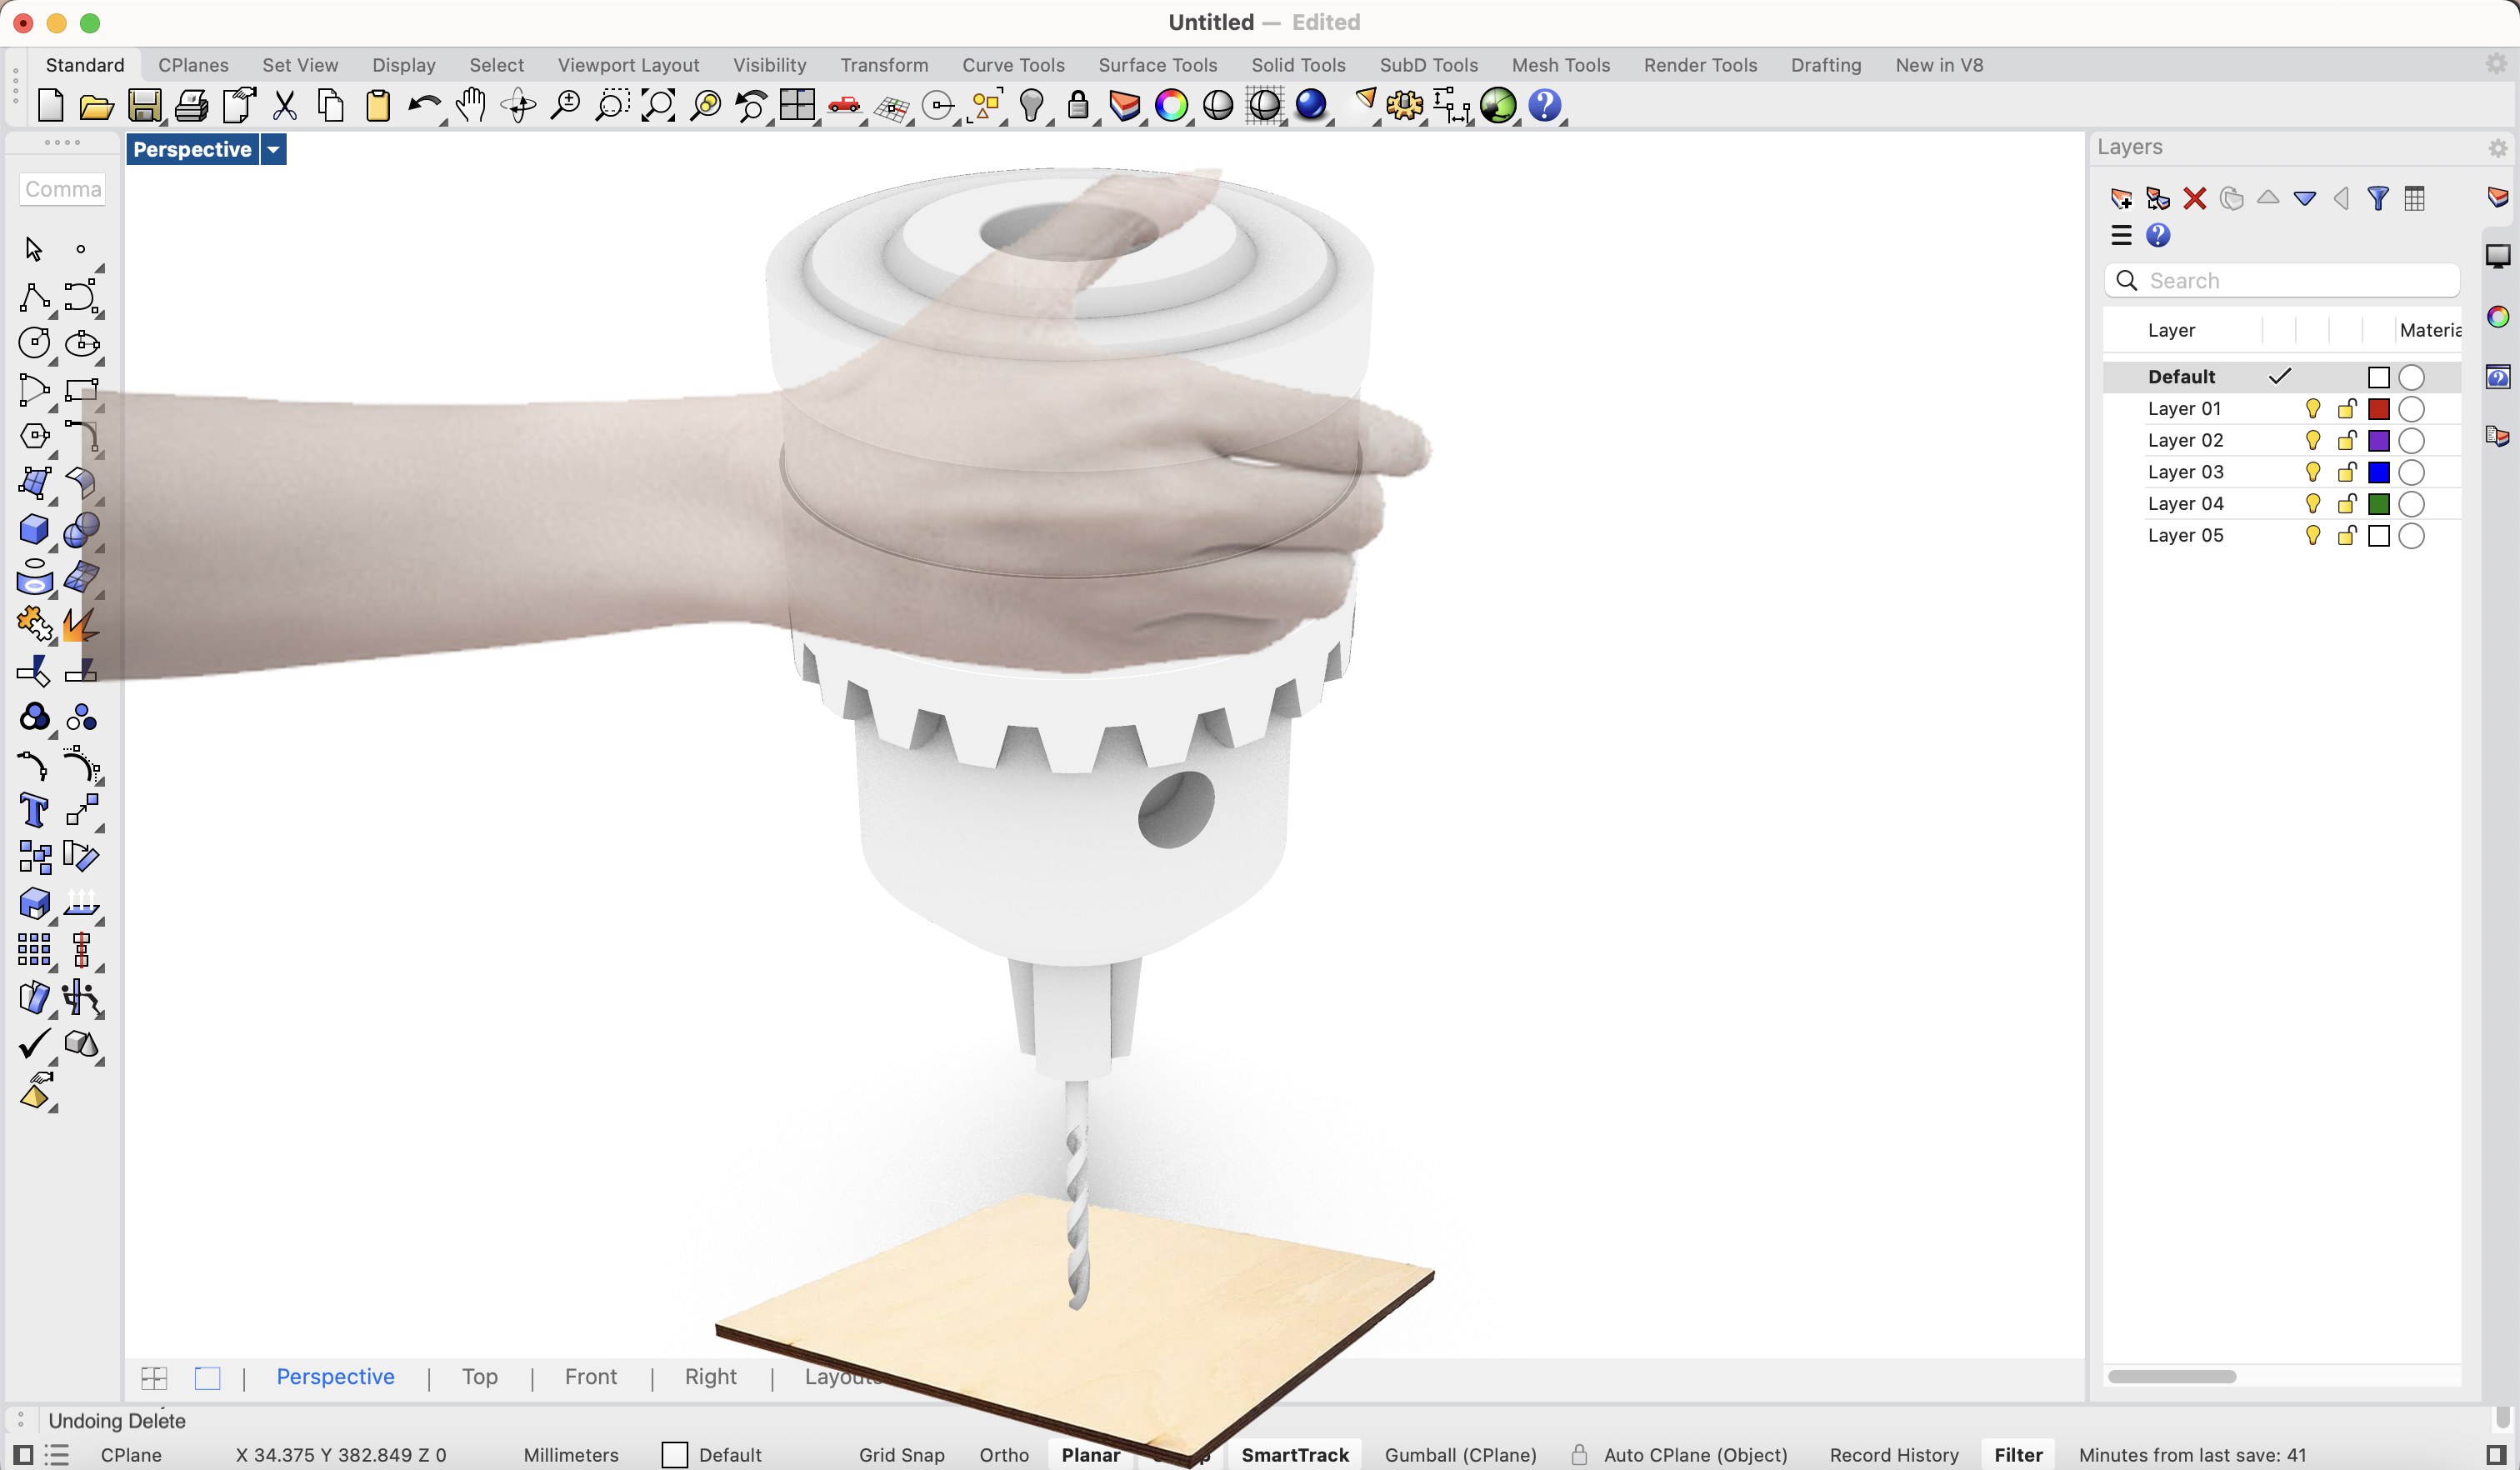 Untitled — Edited
Standard CPlanes Set View Display Select Viewport Layout Visibility Transform Curve Tools Surface Tools Solid Tools SubD Tools Mesh Tools Render Tools Drafting New in V8
Perspective
Layers
Comma
Search
Layer Materia
Default
Layer 01
Layer 02
Layer 03
Layer 04
Layer 05
Perspective | Top | Front | Right | Layouts
Undoing Delete
CPlane X 34.375 Y 382.849 Z 0 Millimeters Default Grid Snap Ortho Planar SmartTrack Gumball (CPlane) Auto CPlane (Object) Record History Filter Minutes from last save: 41